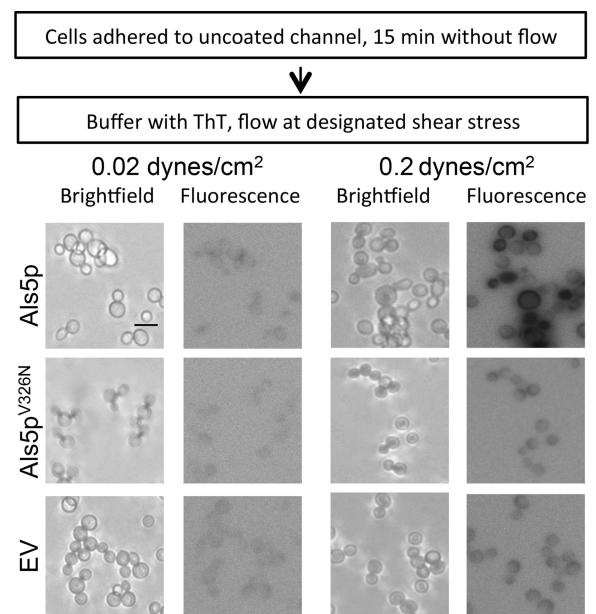 Cells adhered to uncoated channel, 15 min without flow
Buffer with ThT, flow at designated shear stress
0.02 dynes/cm² 0.2 dynes/cm²
Brightfield Fluorescence Brightfield Fluorescence
Als5p
Als5pV326N
EV